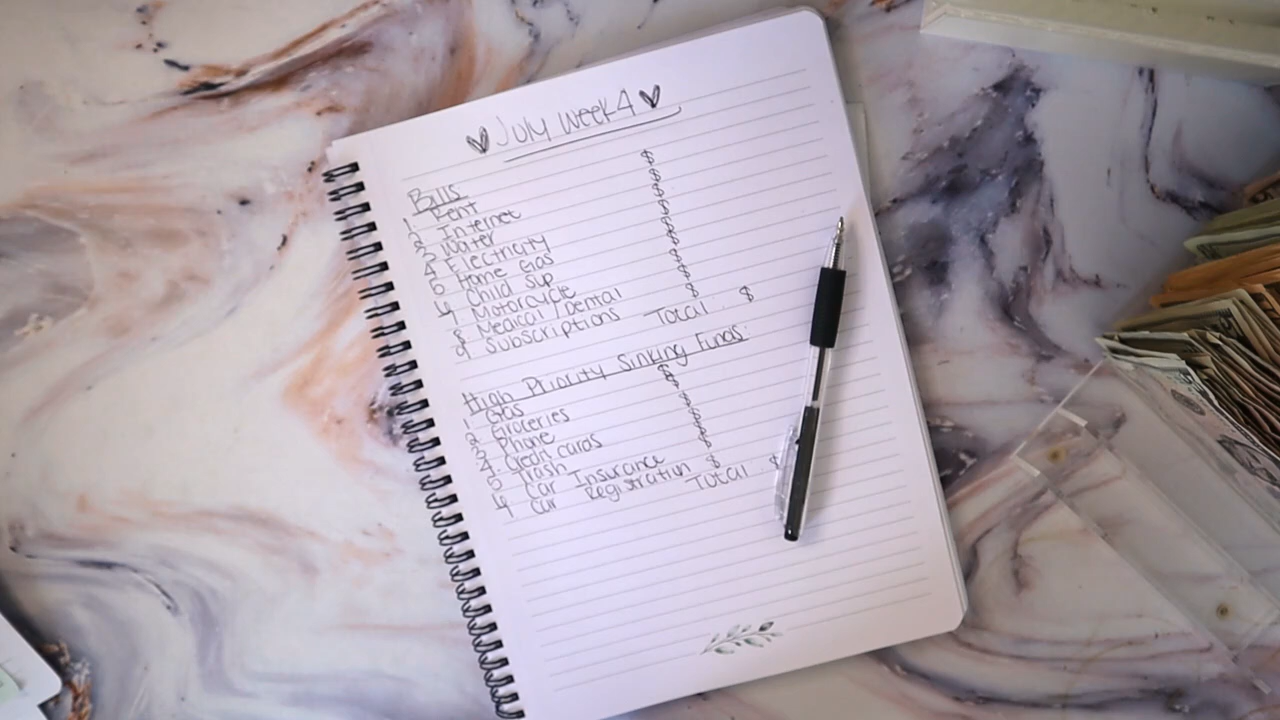 July Week 4
Bills
1 Rent $
2 Internet $
3 Water $
4 Electricity $
5 Home Gas $
6 Child Sup $
7 Motorcycle $
8 Medical/Dental $
9 Subscriptions $
Total: $
High Priority Sinking Funds:
1 Gas $
2 Groceries $
3 Phone $
4. Credit cards $
5 Trash $
6 Car Insurance $
7 Car Registration $
Total $